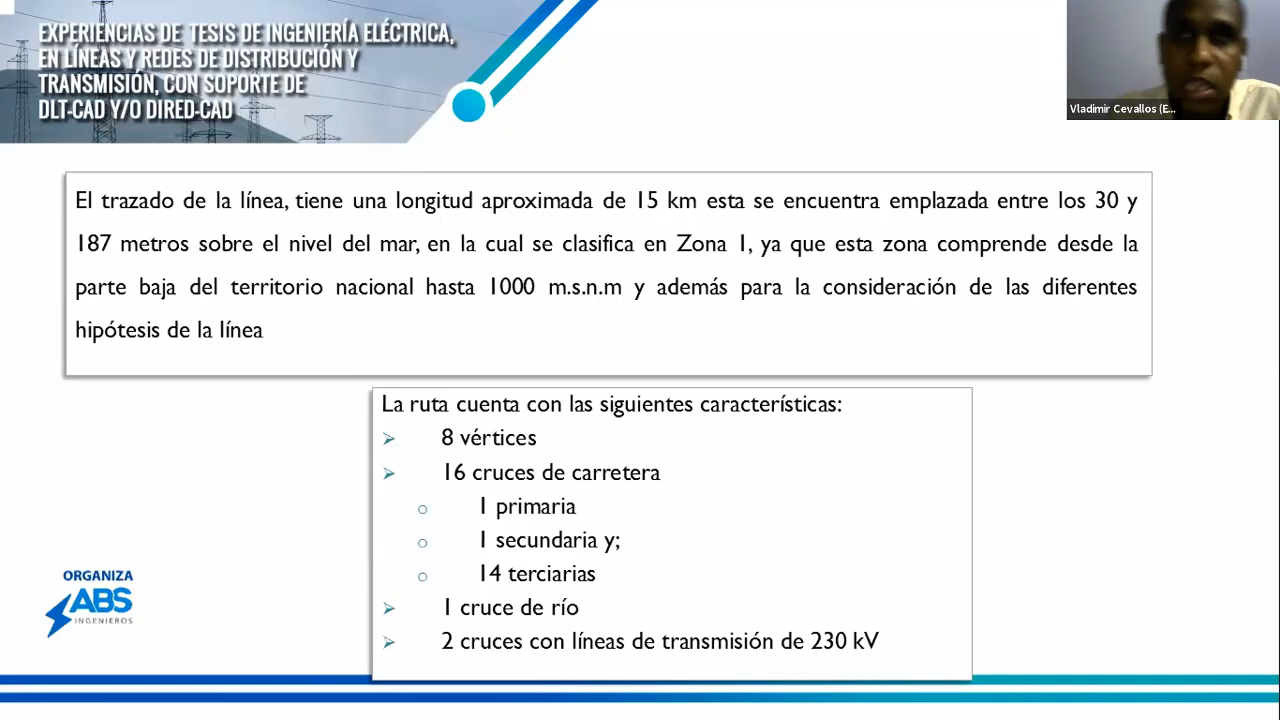 EXPERIENCIAS DE TESIS DE INGENIERÍA ELÉCTRICA,
EN LÍNEAS Y REDES DE DISTRIBUCIÓN Y
TRANSMISIÓN, CON SOPORTE DE
DLT-CAD Y/O DIRED-CAD
Vladimir Cevallos (E...
El trazado de la línea, tiene una longitud aproximada de 15 km esta se encuentra emplazada entre los 30 y
187 metros sobre el nivel del mar, en la cual se clasifica en Zona 1, ya que esta zona comprende desde la
parte baja del territorio nacional hasta 1000 m.s.n.m y además para la consideración de las diferentes
hipótesis de la línea
La ruta cuenta con las siguientes características:
8 vértices
16 cruces de carretera
1 primaria
1 secundaria y;
14 terciarias
1 cruce de río
2 cruces con líneas de transmisión de 230 kV
ORGANIZA
ABS
INGENIEROS